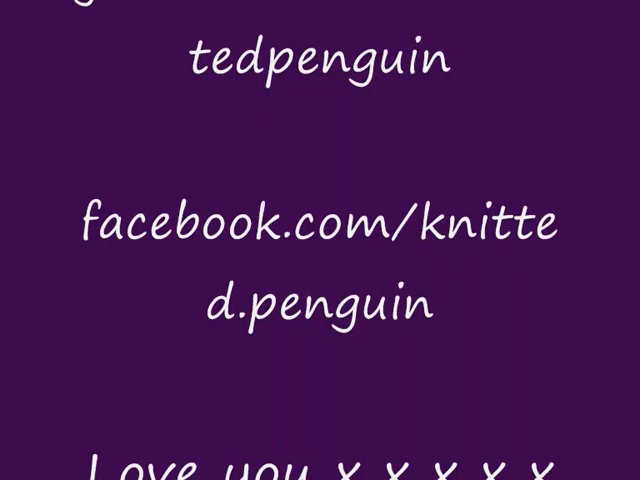 tedpenguin
facebook.com/knitte
d.penguin
Love you x x x x x